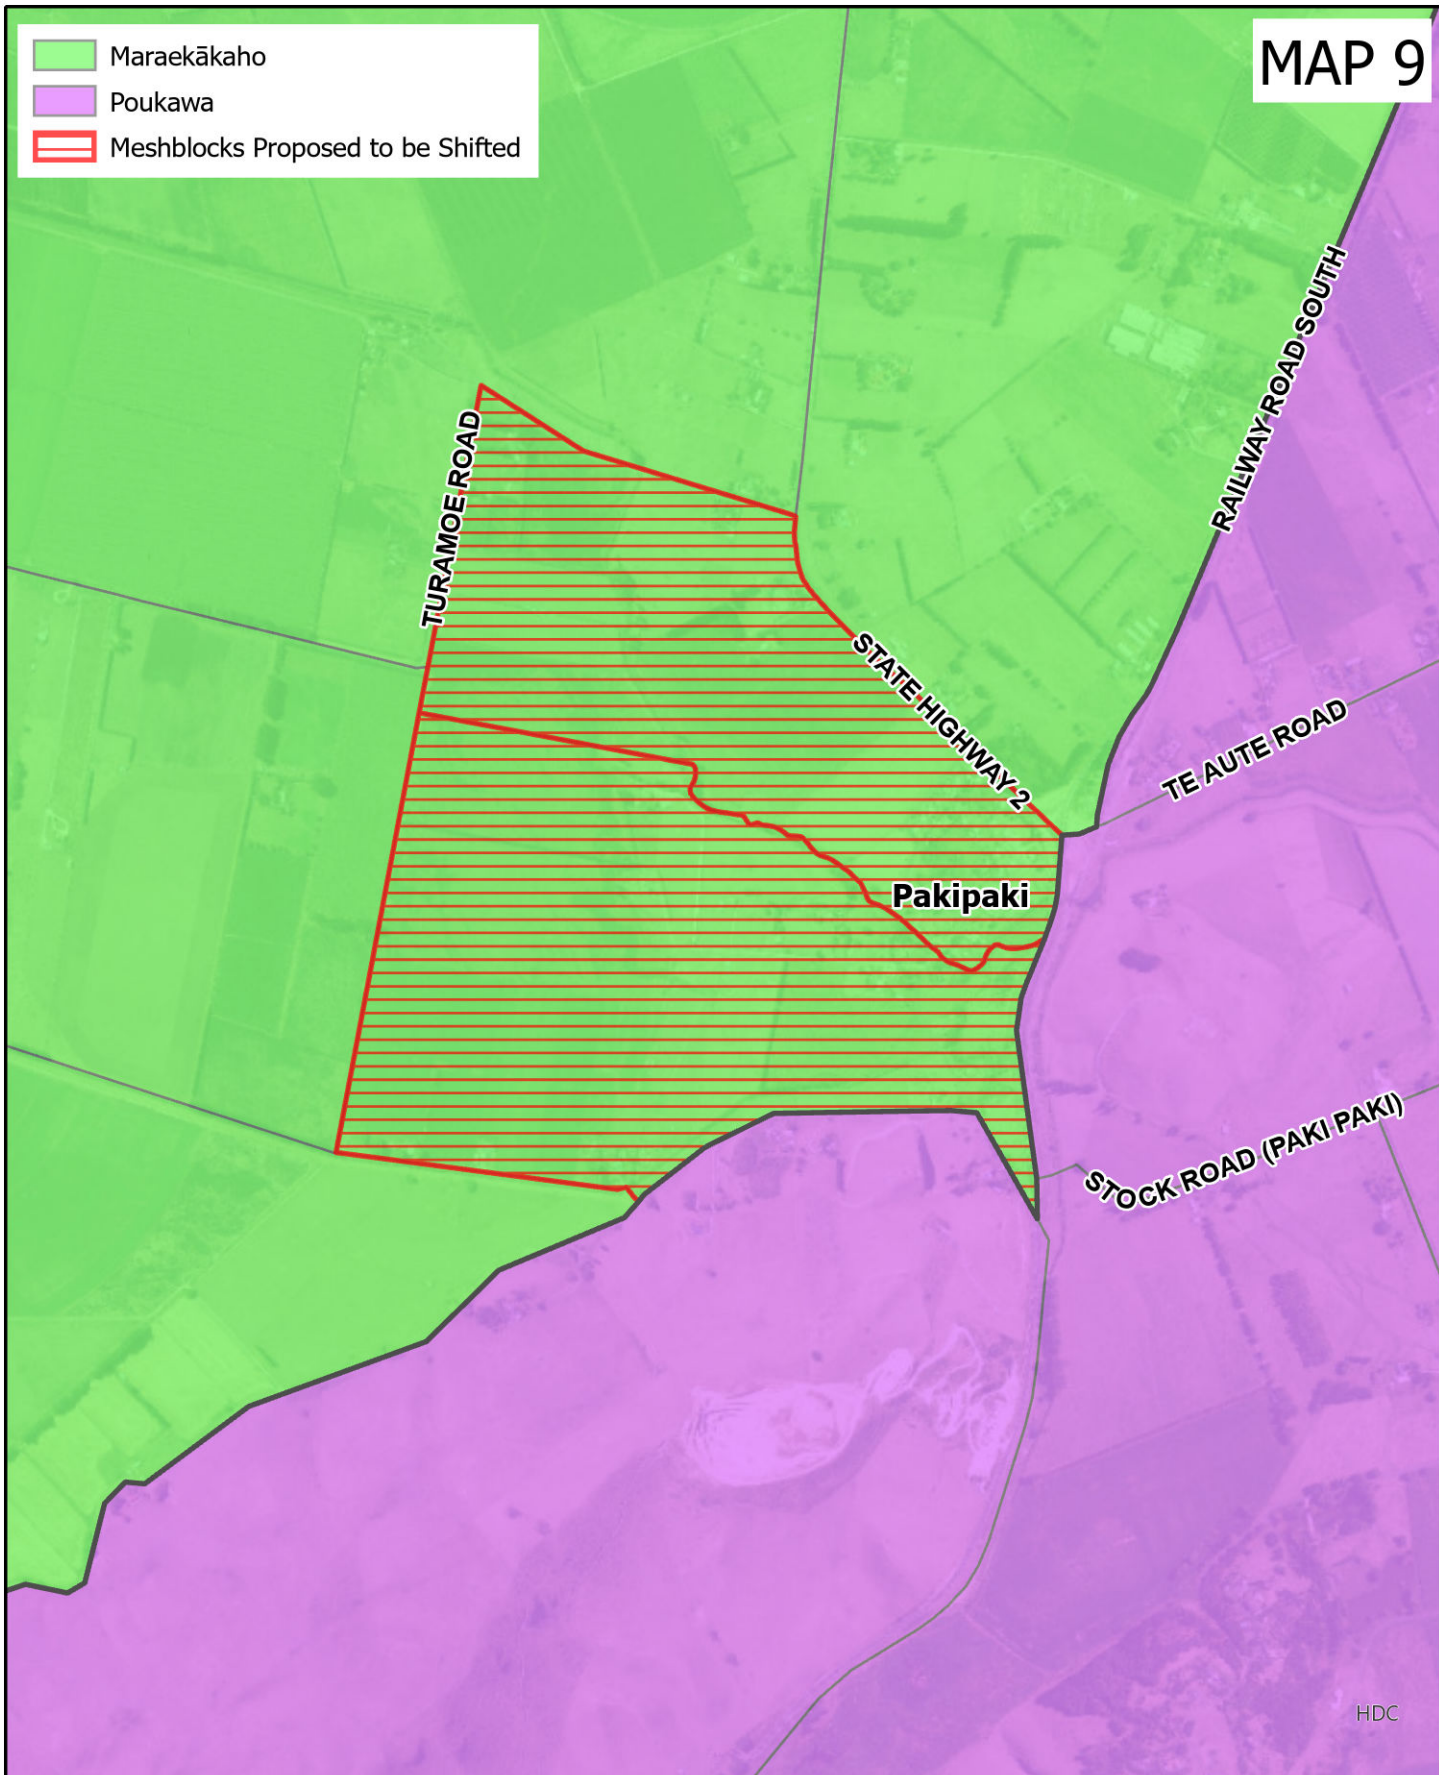 Maraekākaho
Poukawa
Meshblocks Proposed to be Shifted
MAP 9
RAILWAY ROAD SOUTH
TURAMOE ROAD
STATE HIGHWAY 2
TE AUTE ROAD
Pakipaki
STOCK ROAD (PAKI PAKI)
HDC